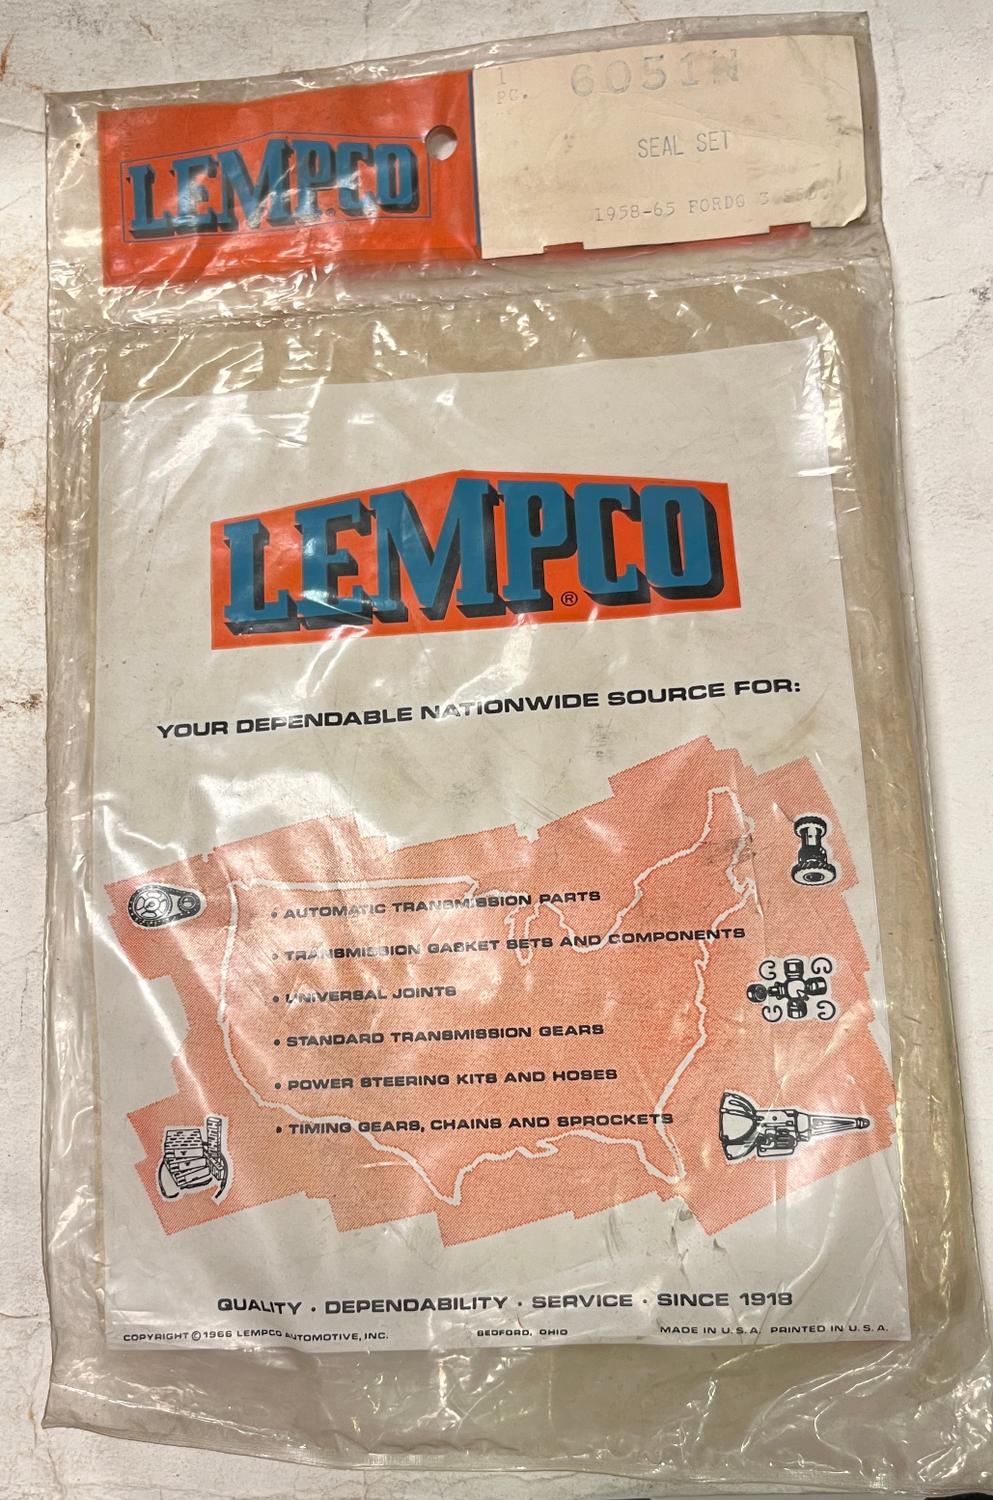 LEMPCO
1
PC.
6051N
SEAL SET
1958-65 FORDO 3
LEMPCO
®
YOUR DEPENDABLE NATIONWIDE SOURCE FOR:
• AUTOMATIC TRANSMISSION PARTS
• TRANSMISSION GASKET SETS AND COMPONENTS
• UNIVERSAL JOINTS
• STANDARD TRANSMISSION GEARS
• POWER STEERING KITS AND HOSES
• TIMING GEARS, CHAINS AND SPROCKETS
QUALITY · DEPENDABILITY · SERVICE · SINCE 1918
COPYRIGHT © 1966 LEMPCO AUTOMOTIVE, INC. BEDFORD, OHIO MADE IN U.S.A. PRINTED IN U.S.A.